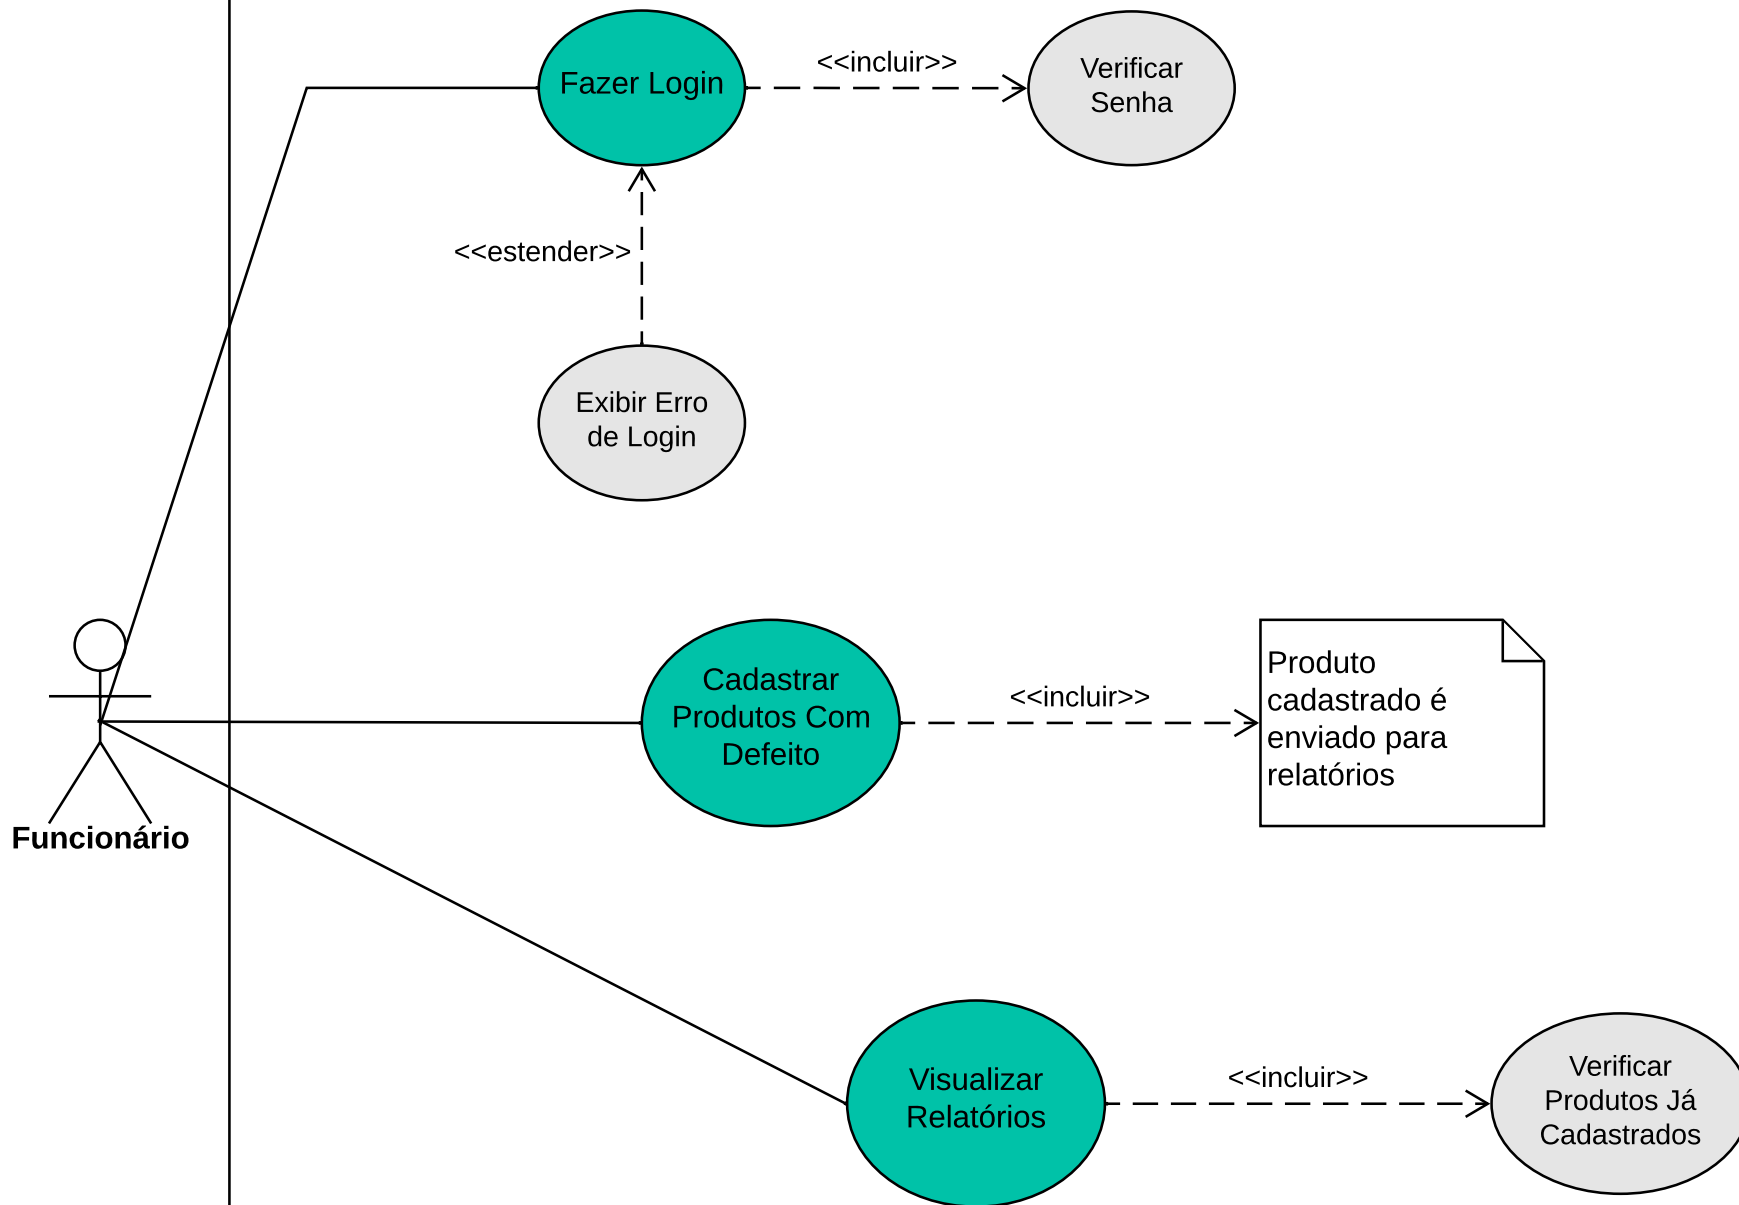 Fazer Login
<<incluir>>
Verificar
Senha
<<estender>>
Exibir Erro
de Login
Funcionário
Cadastrar
Produtos Com
Defeito
<<incluir>>
Produto
cadastrado é
enviado para
relatórios
Visualizar
Relatórios
<<incluir>>
Verificar
Produtos Já
Cadastrados